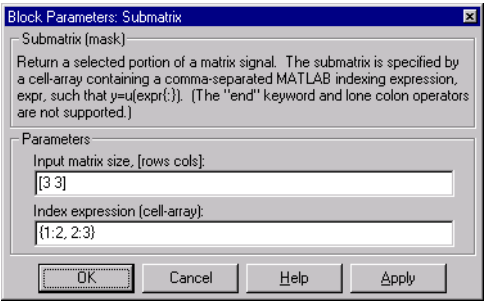 Block Parameters: Submatrix
Submatrix (mask)
Return a selected portion of a matrix signal.  The submatrix is specified by
a cell-array containing a comma-separated MATLAB indexing expression,
expr, such that y=u(expr{:}).  (The "end" keyword and lone colon operators
are not supported.)
Parameters
Input matrix size, [rows cols]:
[3 3]
Index expression (cell-array):
{1:2, 2:3}
OK Cancel Help Apply